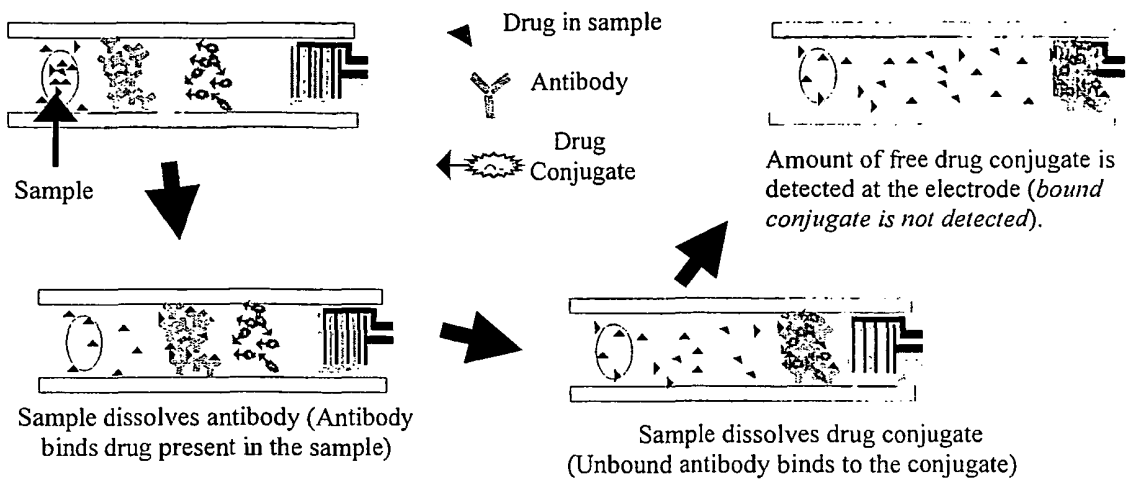 Drug in sample
Antibody
Drug
Conjugate
Sample
Amount of free drug conjugate is
detected at the electrode (bound
conjugate is not detected).
Sample dissolves antibody (Antibody
binds drug present in the sample)
Sample dissolves drug conjugate
(Unbound antibody binds to the conjugate)